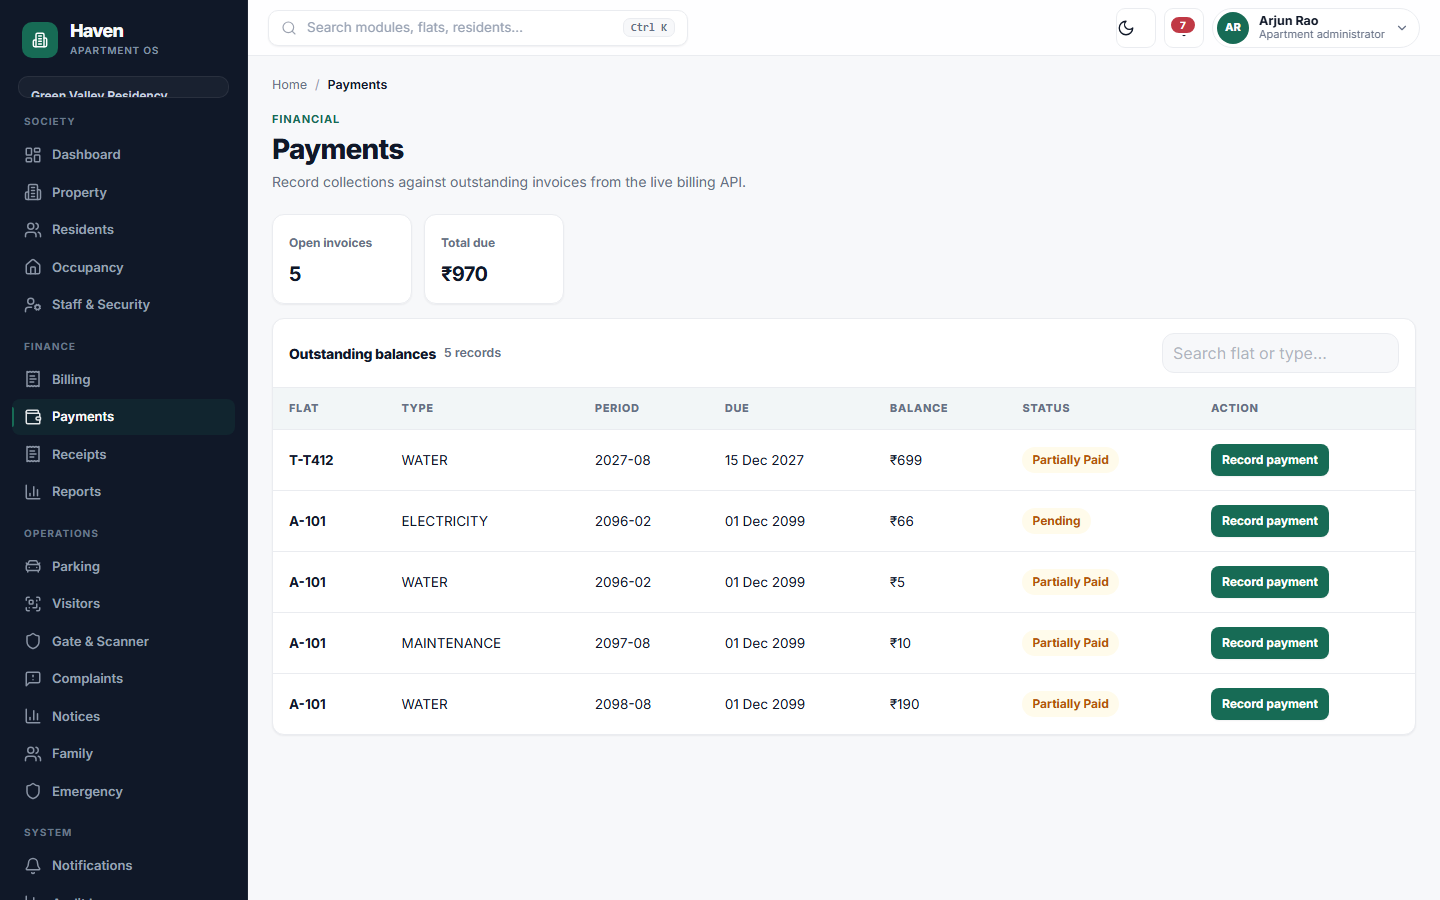 Haven
APARTMENT OS
Green Valley Residency
SOCIETY
Dashboard
Property
Residents
Occupancy
Staff & Security
FINANCE
Billing
Payments
Receipts
Reports
OPERATIONS
Parking
Visitors
Gate & Scanner
Complaints
Notices
Family
Emergency
SYSTEM
Notifications
Search modules, flats, residents...
Ctrl K
7
AR
Arjun Rao
Apartment administrator
Home / Payments
FINANCIAL
Payments
Record collections against outstanding invoices from the live billing API.
Open invoices
5
Total due
₹970
Outstanding balances 5 records
Search flat or type...
FLAT TYPE PERIOD DUE BALANCE STATUS ACTION
T-T412 WATER 2027-08 15 Dec 2027 ₹699 Partially Paid Record payment
A-101 ELECTRICITY 2096-02 01 Dec 2099 ₹66 Pending Record payment
A-101 WATER 2096-02 01 Dec 2099 ₹5 Partially Paid Record payment
A-101 MAINTENANCE 2097-08 01 Dec 2099 ₹10 Partially Paid Record payment
A-101 WATER 2098-08 01 Dec 2099 ₹190 Partially Paid Record payment